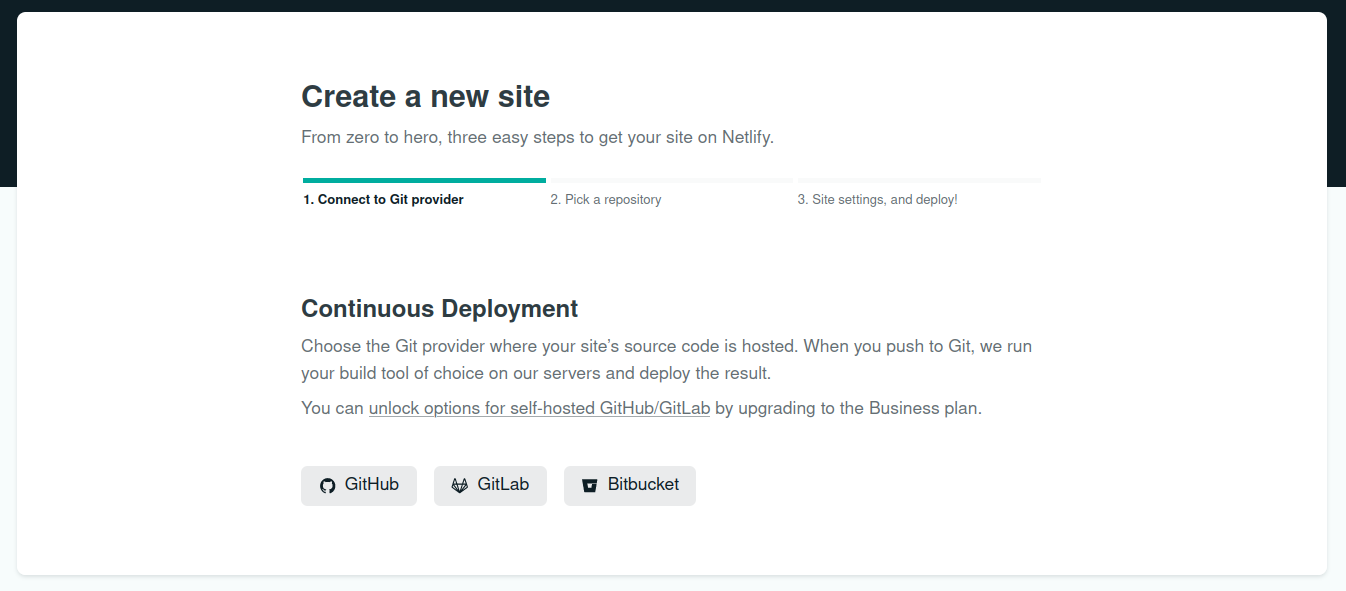 Create a new site
From zero to hero, three easy steps to get your site on Netlify.
1. Connect to Git provider
2. Pick a repository
3. Site settings, and deploy!
Continuous Deployment
Choose the Git provider where your site’s source code is hosted. When you push to Git, we run
your build tool of choice on our servers and deploy the result.
You can unlock options for self-hosted GitHub/GitLab by upgrading to the Business plan.
GitHub
GitLab
Bitbucket